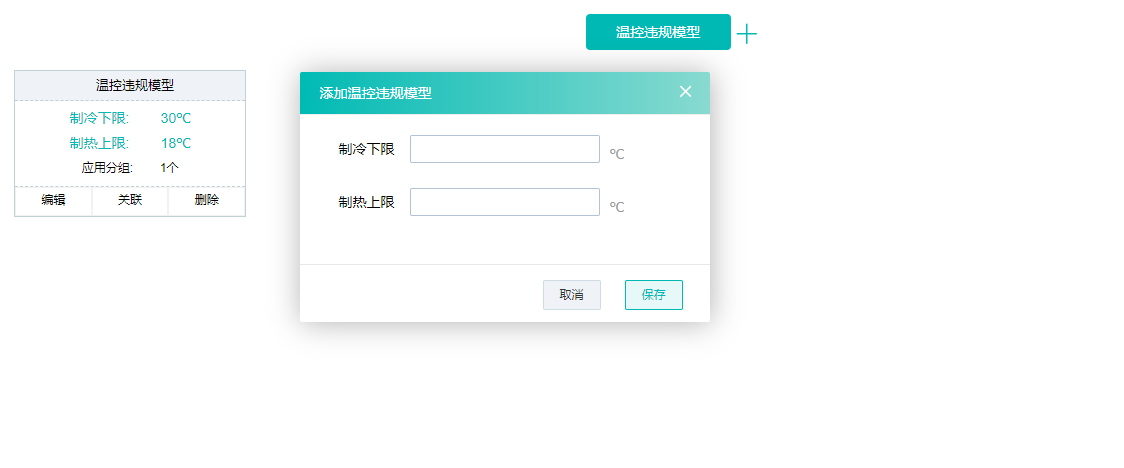 温控违规模型
温控违规模型
制冷下限: 30℃
制热上限: 18℃
应用分组: 1个
编辑 关联 删除
添加温控违规模型
制冷下限 ℃
制热上限 ℃
取消 保存